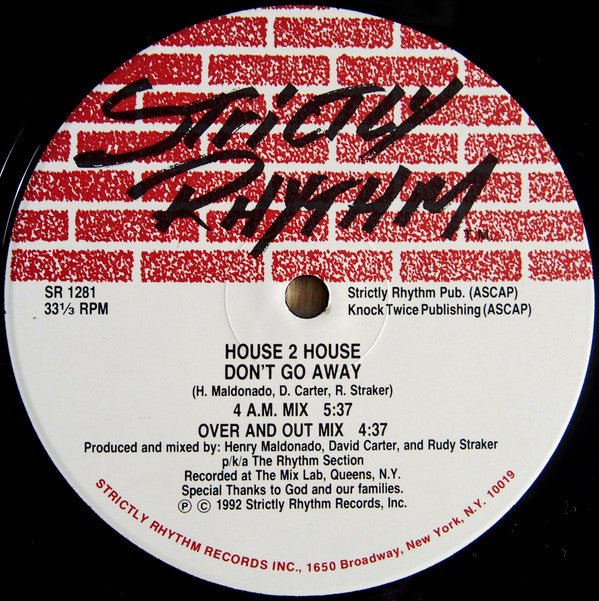 STRICTLY
RHYTHM
T.M.
SR 1281
33⅓ RPM
Strictly Rhythm Pub. (ASCAP)
Knock Twice Publishing (ASCAP)
HOUSE 2 HOUSE
DON'T GO AWAY
(H. Maldonado, D. Carter, R. Straker)
4 A.M. MIX 5:37
OVER AND OUT MIX 4:37
Produced and mixed by: Henry Maldonado, David Carter, and Rudy Straker
p/k/a The Rhythm Section
Recorded at The Mix Lab, Queens, N.Y.
Special Thanks to God and our families.
Ⓟ © 1992 Strictly Rhythm Records, Inc.
STRICTLY RHYTHM RECORDS INC., 1650 Broadway, New York, N.Y. 10019